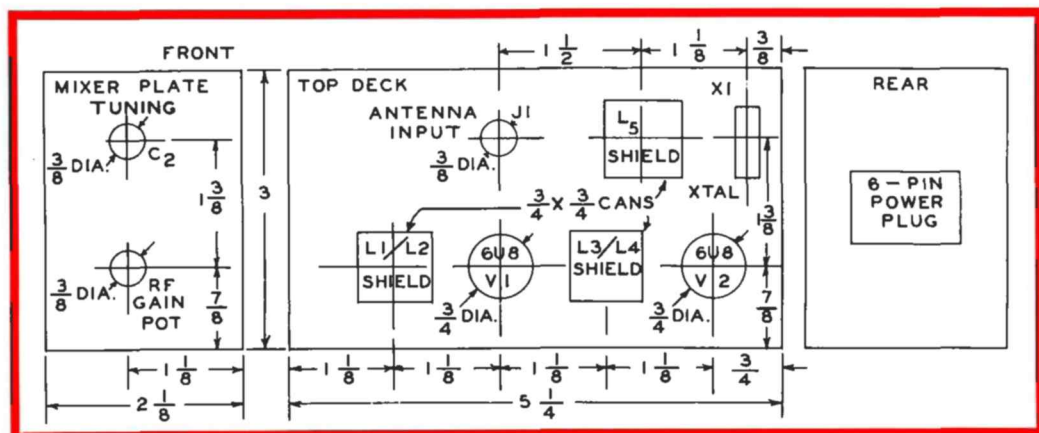 FRONT
MIXER PLATE
TUNING
C2
3/8 DIA.
1 3/8
3/8 DIA.
RF
GAIN
POT
7/8
1 1/8
2 1/8
3
TOP DECK
1 1/2
1 1/8
3/8
ANTENNA
INPUT
J1
3/8 DIA.
L5
SHIELD
X1
XTAL
3/4 X 3/4 CANS
1 3/8
L1/L2
SHIELD
6U8
V1
3/4 DIA.
L3/L4
SHIELD
6U8
V2
3/4 DIA.
7/8
1 1/8
1 1/8
1 1/8
1 1/8
3/4
5 1/4
REAR
6-PIN
POWER
PLUG